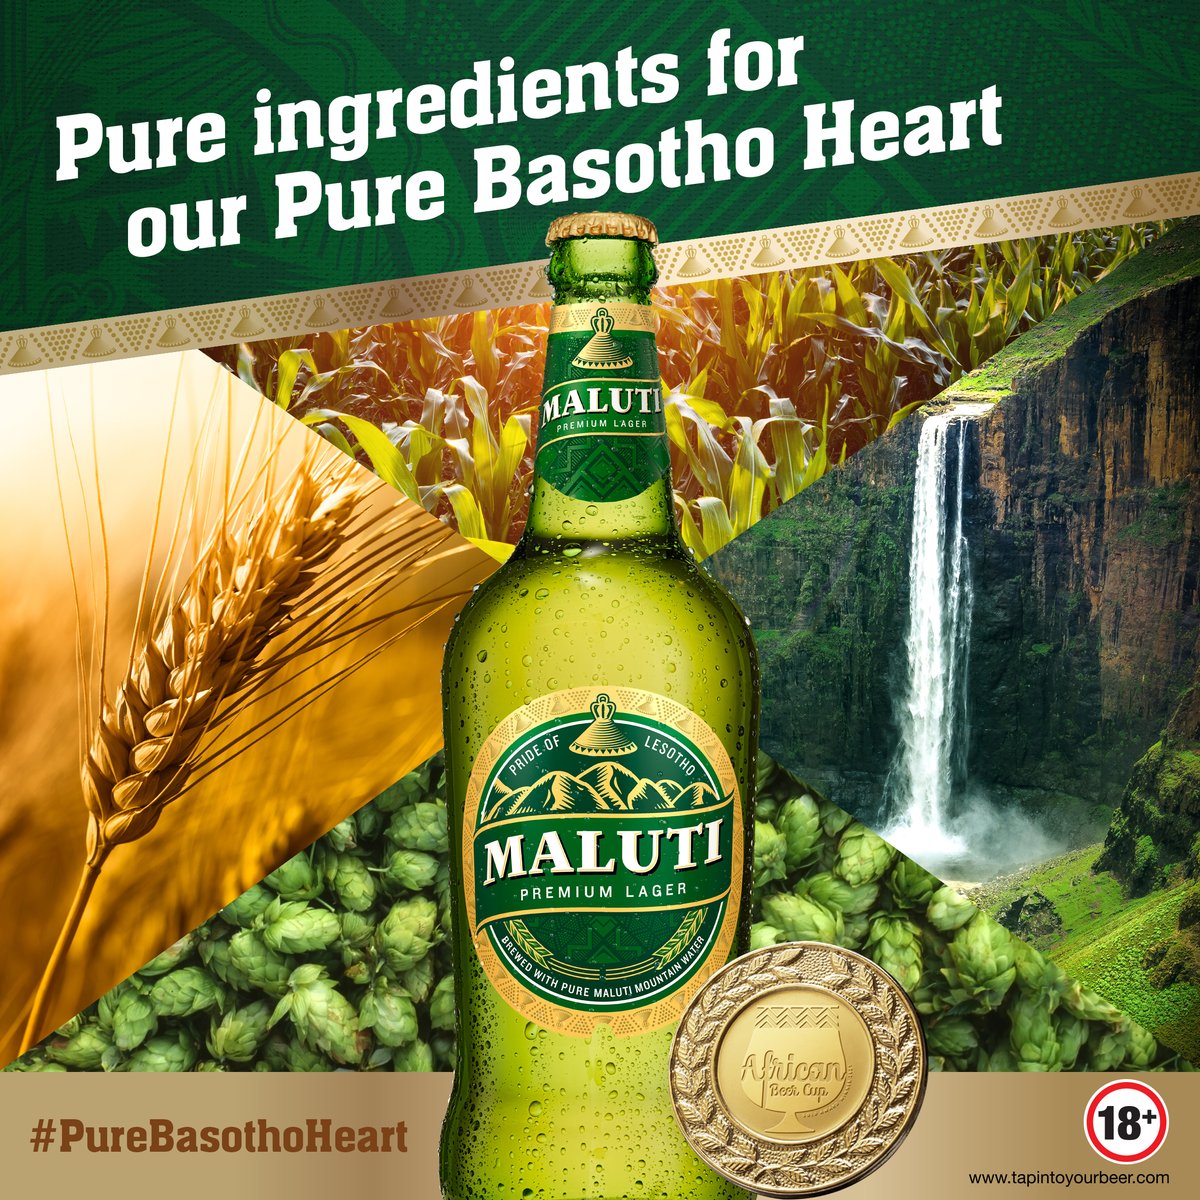 Pure ingredients for
our Pure Basotho Heart
MALUTI
PREMIUM LAGER
PRIDE OF LESOTHO
MALUTI
PREMIUM LAGER
BREWED WITH PURE MALUTI MOUNTAIN WATER
African
Beer Cup
#PureBasothoHeart
18+
www.tapintoyourbeer.com